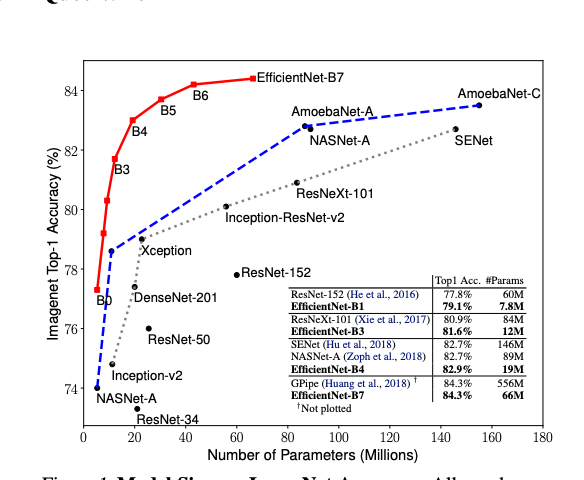 84
82
80
78
76
74
0
20
40
60
80
100
120
140
160
180
Imagenet Top-1 Accuracy (%)
Number of Parameters (Millions)
EfficientNet-B7
B6
B5
B4
B3
B0
AmoebaNet-A
AmoebaNet-C
NASNet-A
SENet
ResNeXt-101
Inception-ResNet-v2
Xception
ResNet-152
DenseNet-201
ResNet-50
Inception-v2
NASNet-A
ResNet-34
Top1 Acc. #Params
ResNet-152 (He et al., 2016) 77.8% 60M
EfficientNet-B1 79.1% 7.8M
ResNeXt-101 (Xie et al., 2017) 80.9% 84M
EfficientNet-B3 81.6% 12M
SENet (Hu et al., 2018) 82.7% 146M
NASNet-A (Zoph et al., 2018) 82.7% 89M
EfficientNet-B4 82.9% 19M
GPipe (Huang et al., 2018) † 84.3% 556M
EfficientNet-B7 84.3% 66M
†Not plotted